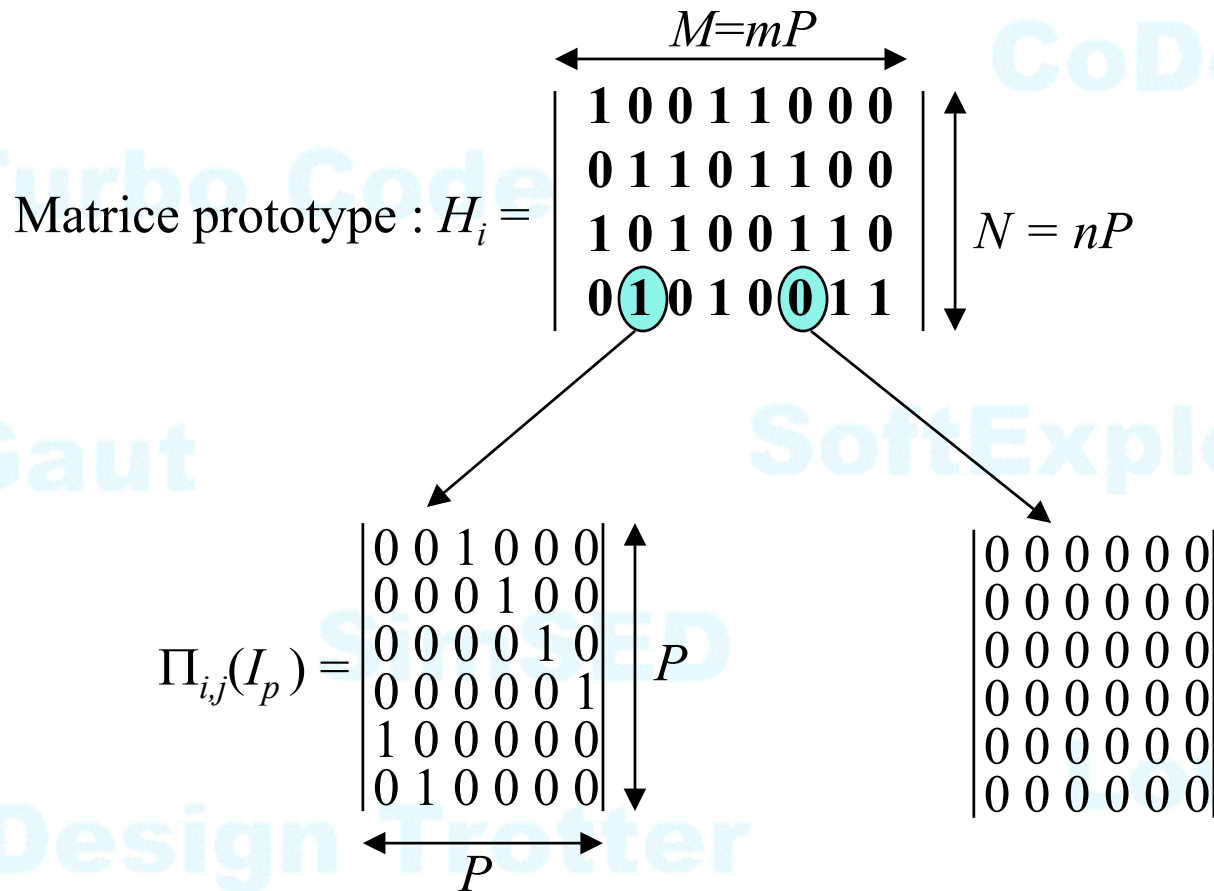 M=mP
CoD
1 0 0 1 1 0 0 0
Turbo Code
0 1 1 0 1 1 0 0
Matrice prototype : Hi =
1 0 1 0 0 1 1 0
N = nP
0 1 0 1 0 0 1 1
Gaut
SoftExpl
0 0 1 0 0 0
0 0 0 1 0 0
0 0 0 0 1 0
0 0 0 0 0 1
1 0 0 0 0 0
0 1 0 0 0 0
SimSED
Πi,j(Ip ) =
P
0 0 0 0 0 0
0 0 0 0 0 0
0 0 0 0 0 0
0 0 0 0 0 0
0 0 0 0 0 0
0 0 0 0 0 0
Design Trotter
P